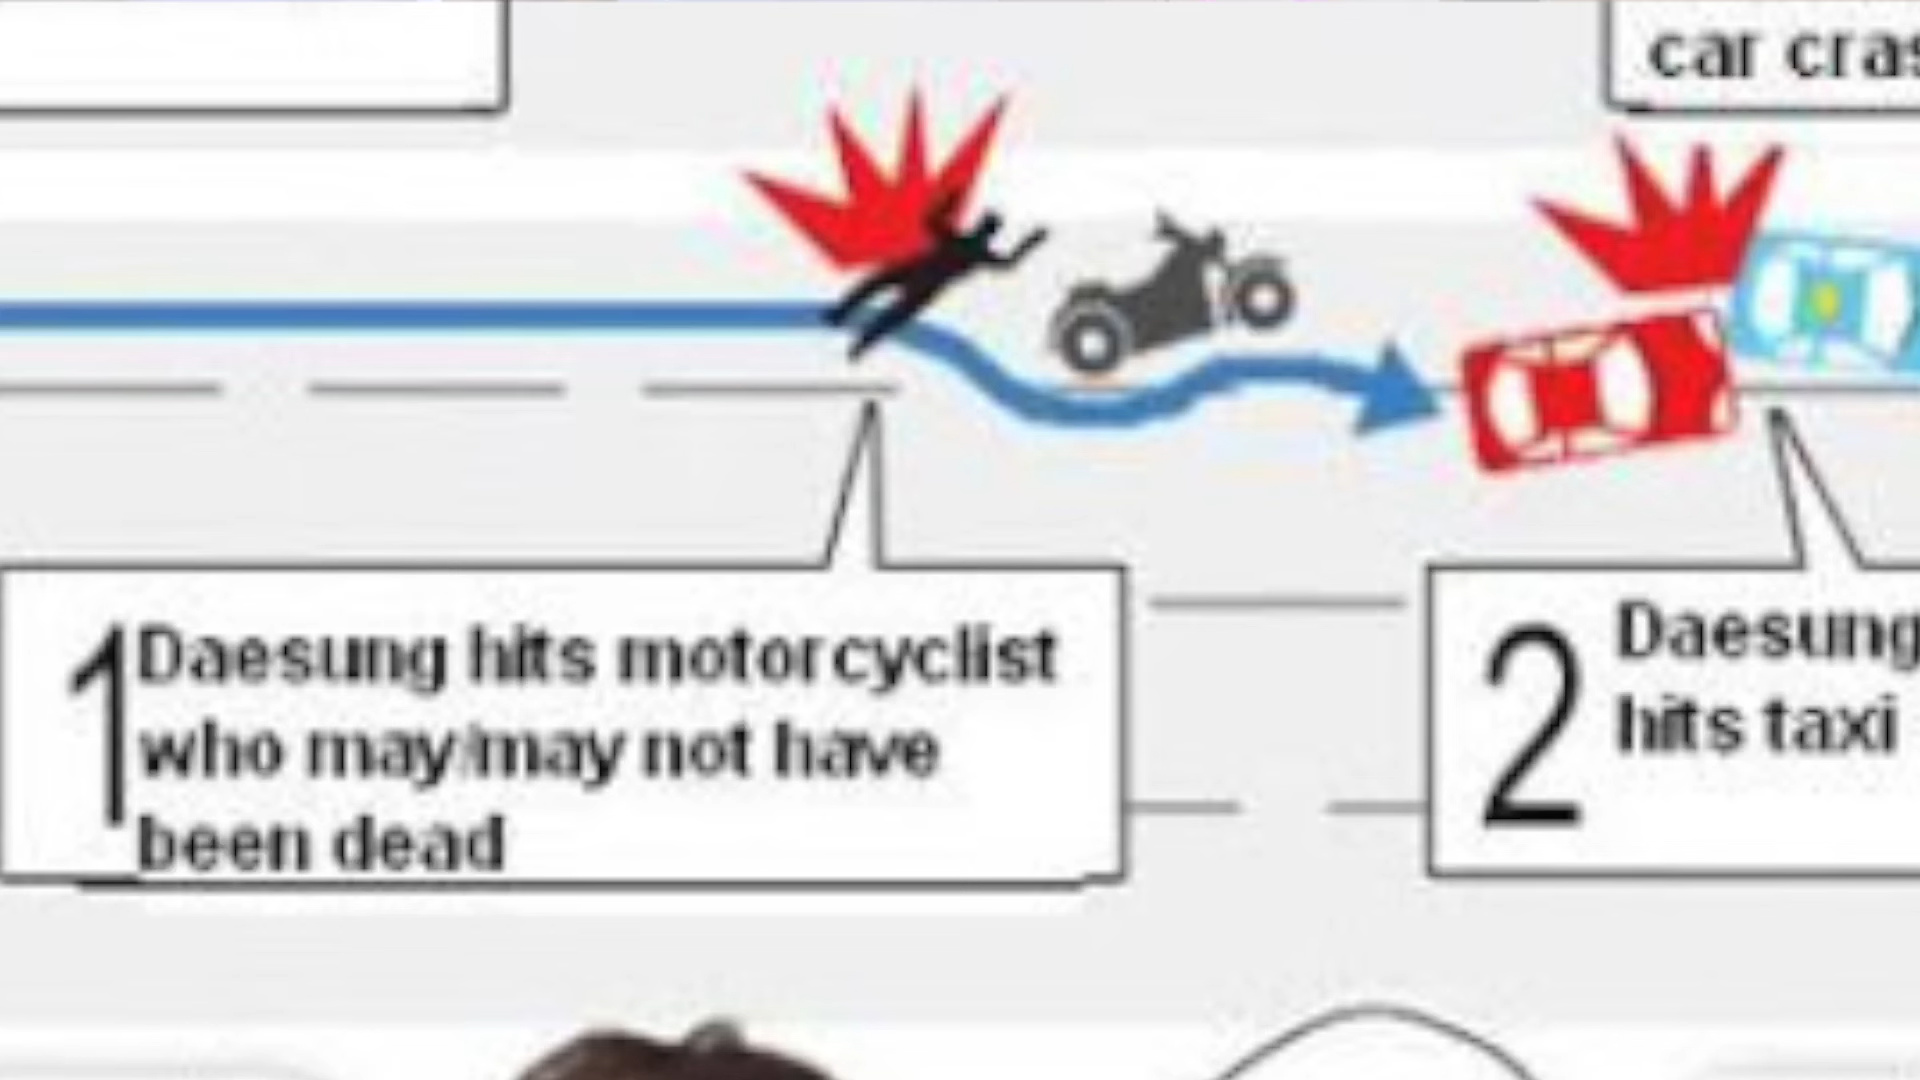 car cras
1 Daesung hits motorcyclist
who may/may not have
been dead
2 Daesung
hits taxi